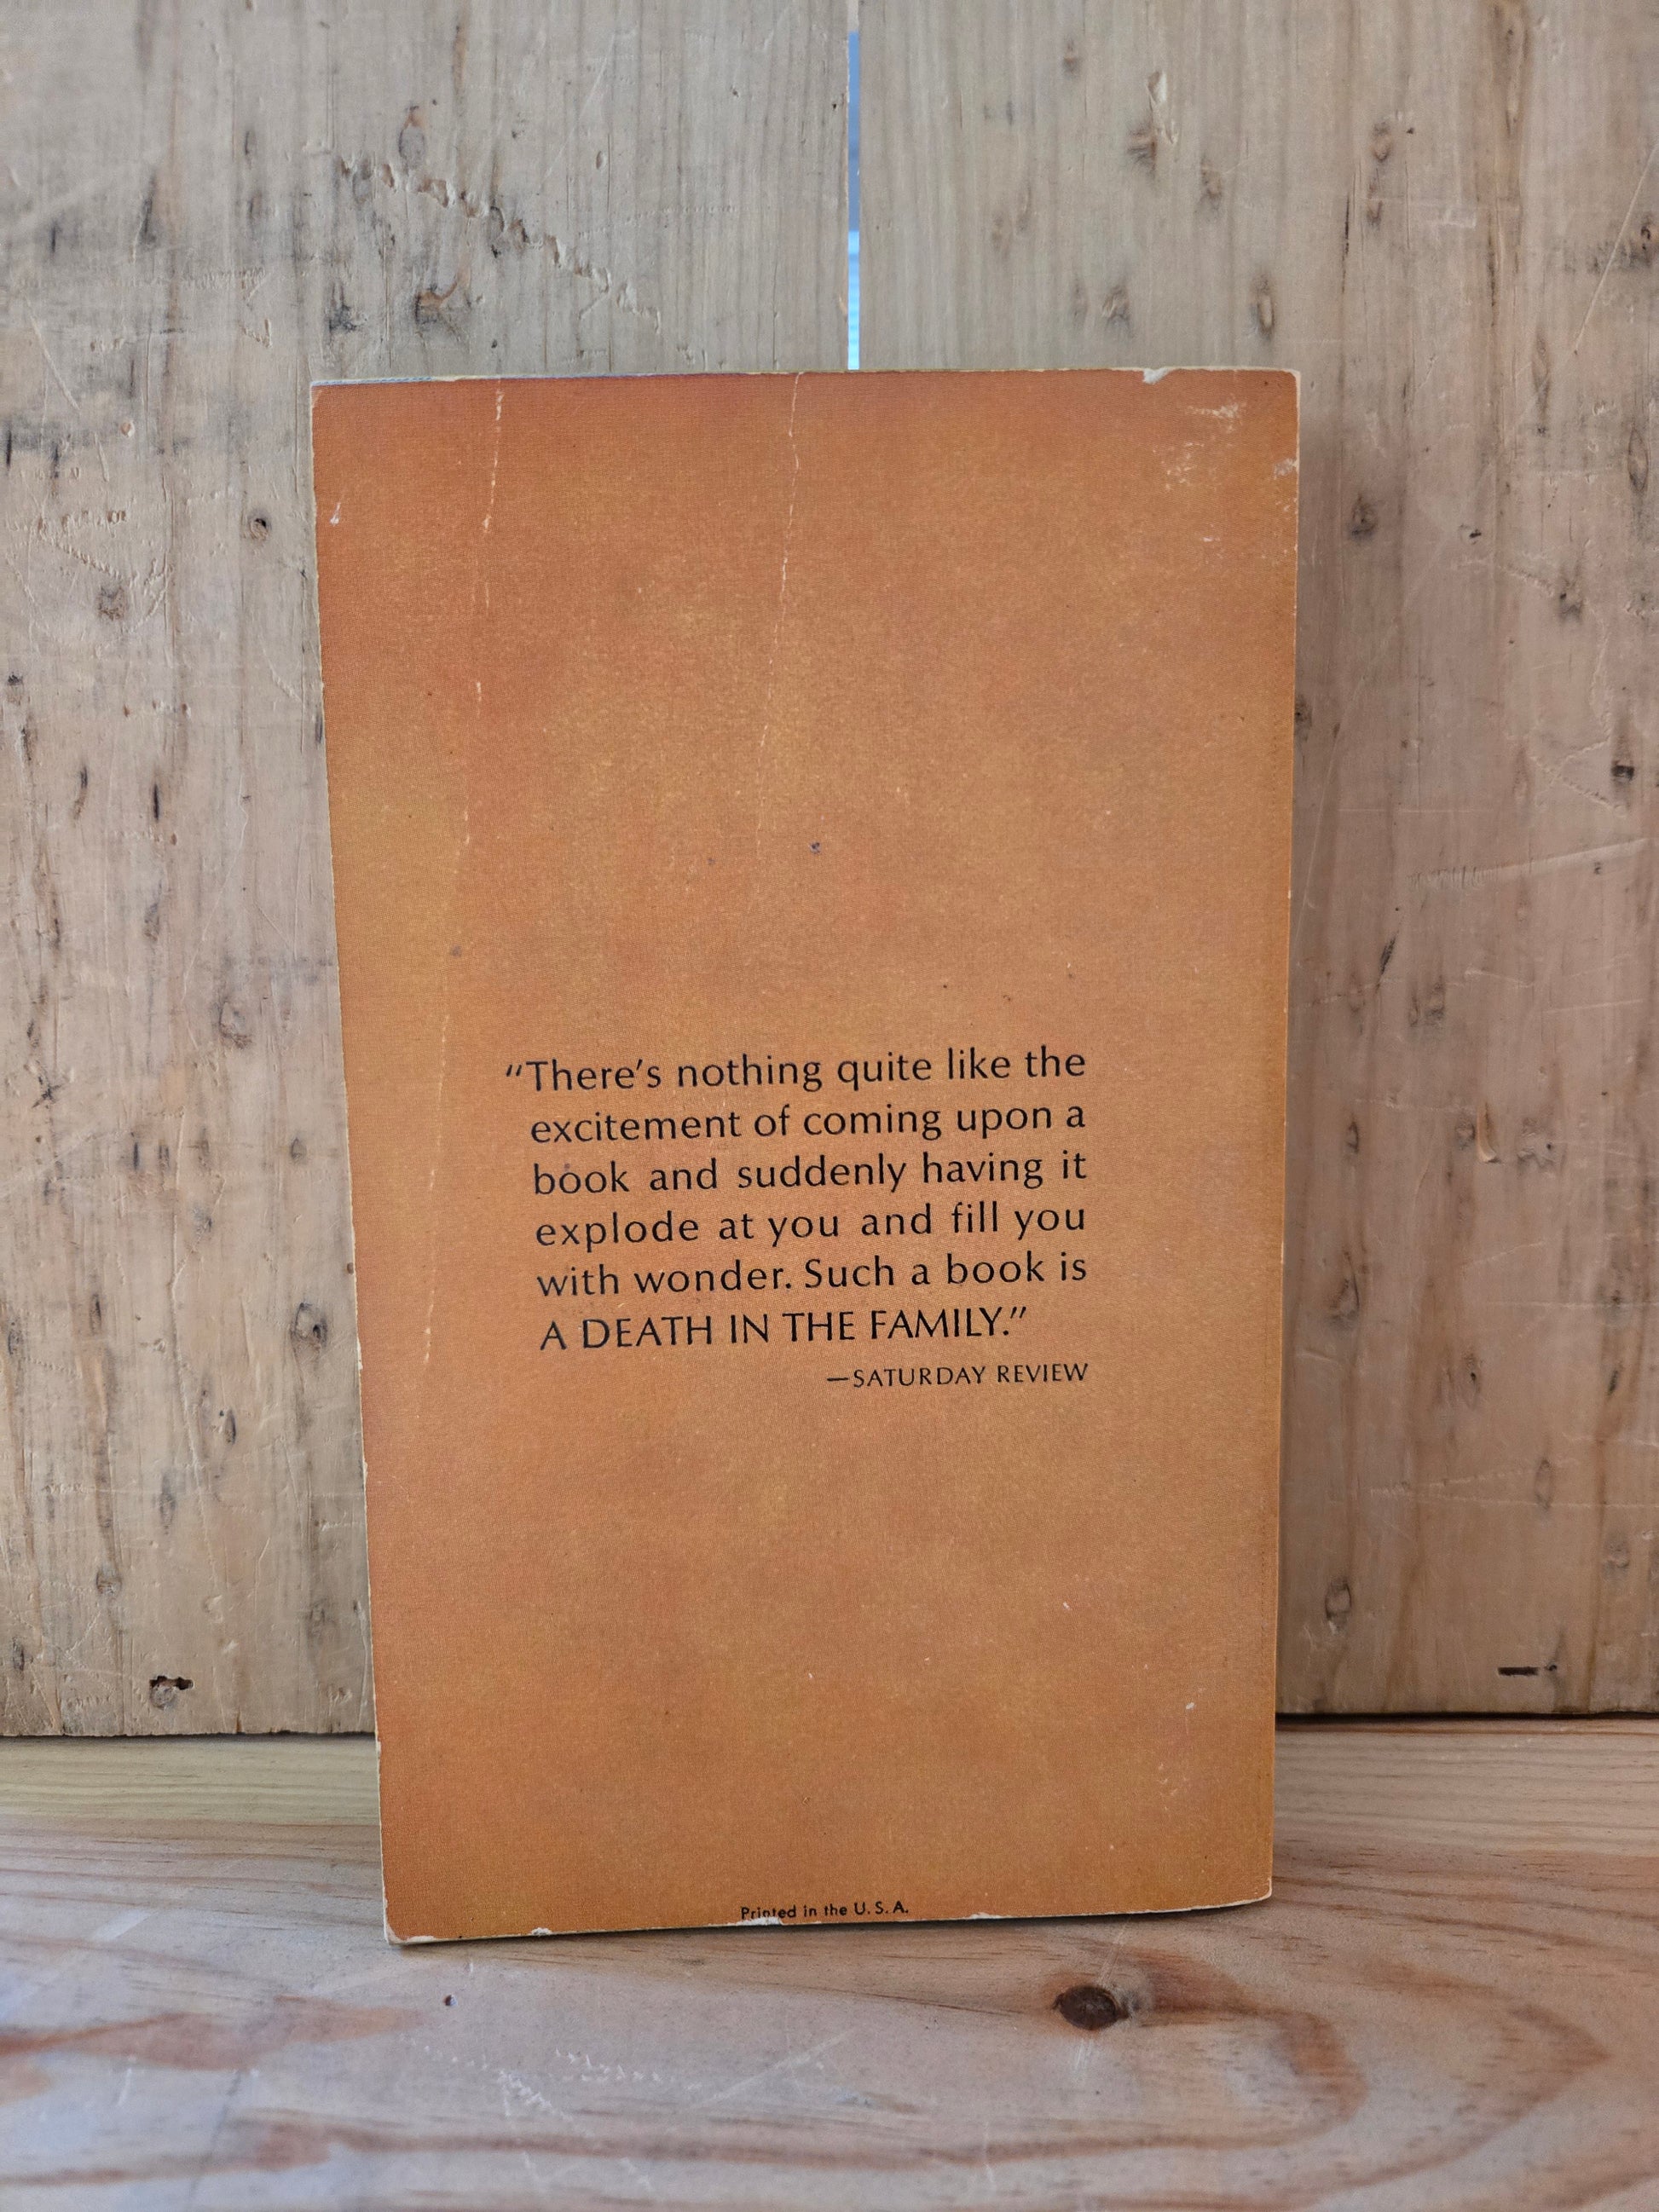 “There’s nothing quite like the
excitement of coming upon a
book and suddenly having it
explode at you and fill you
with wonder. Such a book is
A DEATH IN THE FAMILY.”
—SATURDAY REVIEW
Printed in the U. S. A.